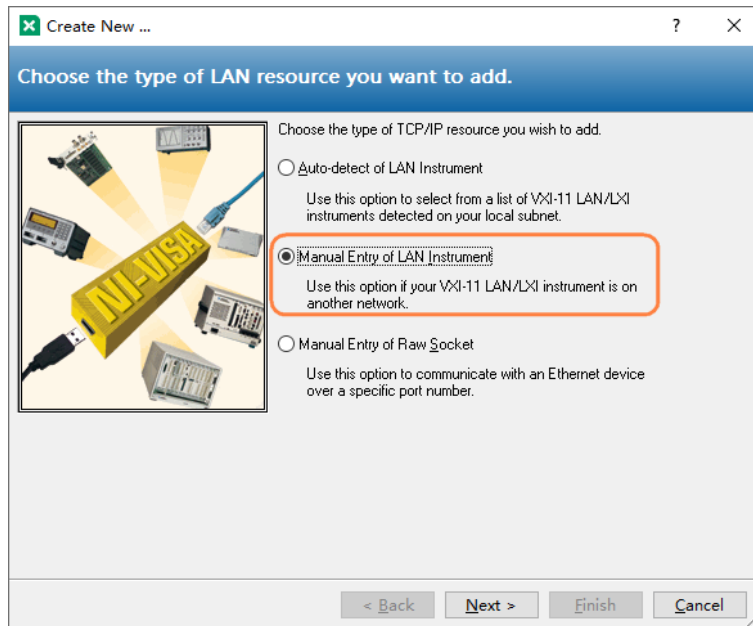 Create New ...
? X
Choose the type of LAN resource you want to add.
Choose the type of TCP/IP resource you wish to add.
Auto-detect of LAN Instrument
Use this option to select from a list of VXI-11 LAN/LXI
instruments detected on your local subnet.
Manual Entry of LAN Instrument
Use this option if your VXI-11 LAN/LXI instrument is on
another network.
Manual Entry of Raw Socket
Use this option to communicate with an Ethernet device
over a specific port number.
NI-VISA
< Back Next > Finish Cancel